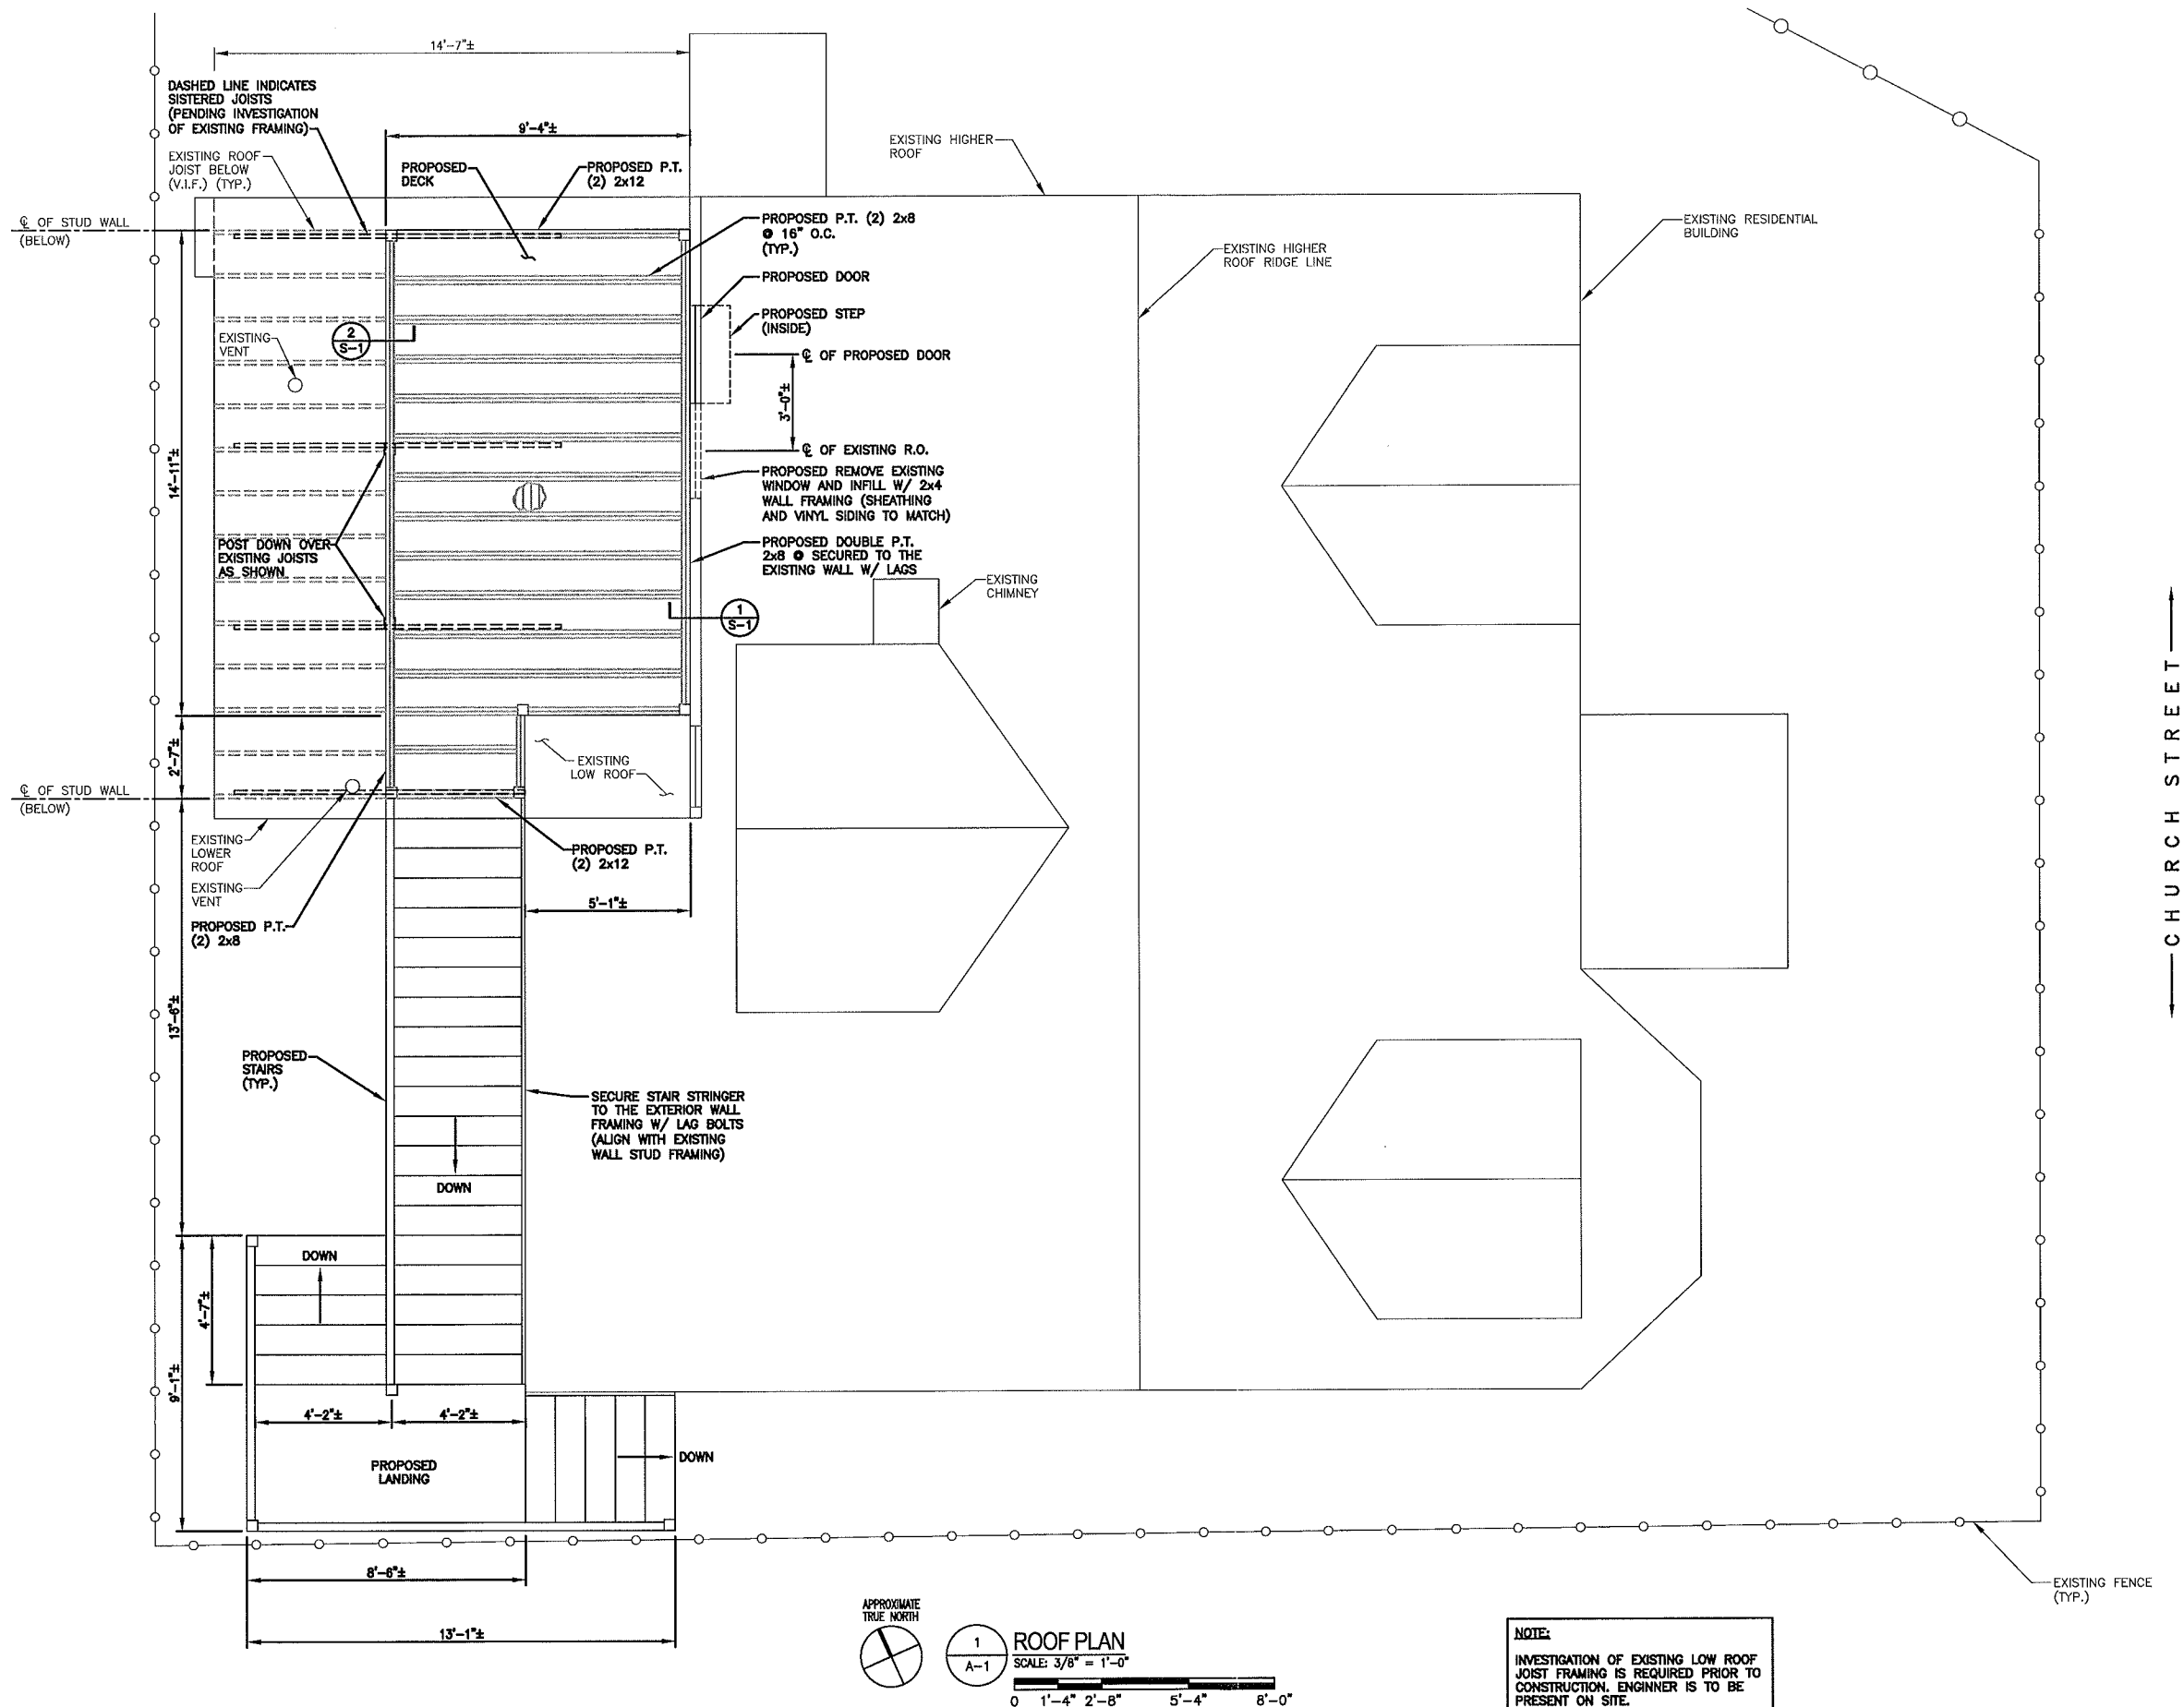 14'-7"±
DASHED LINE INDICATES
SISTERED JOISTS
(PENDING INVESTIGATION
OF EXISTING FRAMING)
9'-4"±
EXISTING HIGHER
ROOF
EXISTING ROOF
JOIST BELOW
(V.I.F.) (TYP.)
PROPOSED
DECK
PROPOSED P.T.
(2) 2x12
℄ OF STUD WALL
(BELOW)
PROPOSED P.T. (2) 2x8
@ 16" O.C.
(TYP.)
EXISTING RESIDENTIAL
BUILDING
EXISTING HIGHER
ROOF RIDGE LINE
PROPOSED DOOR
PROPOSED STEP
(INSIDE)
2
S-1
EXISTING
VENT
℄ OF PROPOSED DOOR
3'-0"±
℄ OF EXISTING R.O.
14'-11"±
PROPOSED REMOVE EXISTING
WINDOW AND INFILL W/ 2x4
WALL FRAMING (SHEATHING
AND VINYL SIDING TO MATCH)
POST DOWN OVER
EXISTING JOISTS
AS SHOWN
PROPOSED DOUBLE P.T.
2x8 @ SECURED TO THE
EXISTING WALL W/ LAGS
EXISTING
CHIMNEY
1
S-1
CHURCH STREET
2'-7"±
EXISTING
LOW ROOF
℄ OF STUD WALL
(BELOW)
EXISTING
LOWER
ROOF
EXISTING
VENT
PROPOSED P.T.
(2) 2x12
5'-1"±
PROPOSED P.T.
(2) 2x8
13'-6"±
PROPOSED
STAIRS
(TYP.)
SECURE STAIR STRINGER
TO THE EXTERIOR WALL
FRAMING W/ LAG BOLTS
(ALIGN WITH EXISTING
WALL STUD FRAMING)
DOWN
DOWN
4'-7"±
9'-1"±
4'-2"±
4'-2"±
DOWN
PROPOSED
LANDING
8'-6"±
13'-1"±
EXISTING FENCE
(TYP.)
APPROXIMATE
TRUE NORTH
1
A-1
ROOF PLAN
SCALE: 3/8" = 1'-0"
0 1'-4" 2'-8" 5'-4" 8'-0"
NOTE:
INVESTIGATION OF EXISTING LOW ROOF
JOIST FRAMING IS REQUIRED PRIOR TO
CONSTRUCTION. ENGINNER IS TO BE
PRESENT ON SITE.